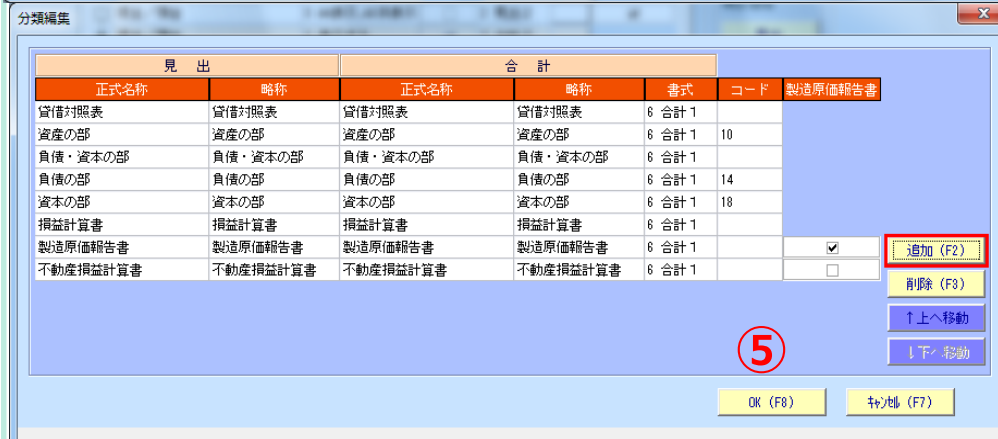 分類編集
見 出 合 計
正式名称 略称 正式名称 略称 書式 コード 製造原価報告書
貸借対照表 貸借対照表 貸借対照表 貸借対照表 6 合計1
資産の部 資産の部 資産の部 資産の部 6 合計1 10
負債・資本の部 負債・資本の部 負債・資本の部 負債・資本の部 6 合計1
負債の部 負債の部 負債の部 負債の部 6 合計1 14
資本の部 資本の部 資本の部 資本の部 6 合計1 18
損益計算書 損益計算書 損益計算書 損益計算書 6 合計1
製造原価報告書 製造原価報告書 製造原価報告書 製造原価報告書 6 合計1
不動産損益計算書 不動産損益計算書 不動産損益計算書 不動産損益計算書 6 合計1
追加 (F2)
削除 (F3)
↑上へ移動
↓下へ移動
⑤
OK (F8) ｷｬﾝｾﾙ (F7)